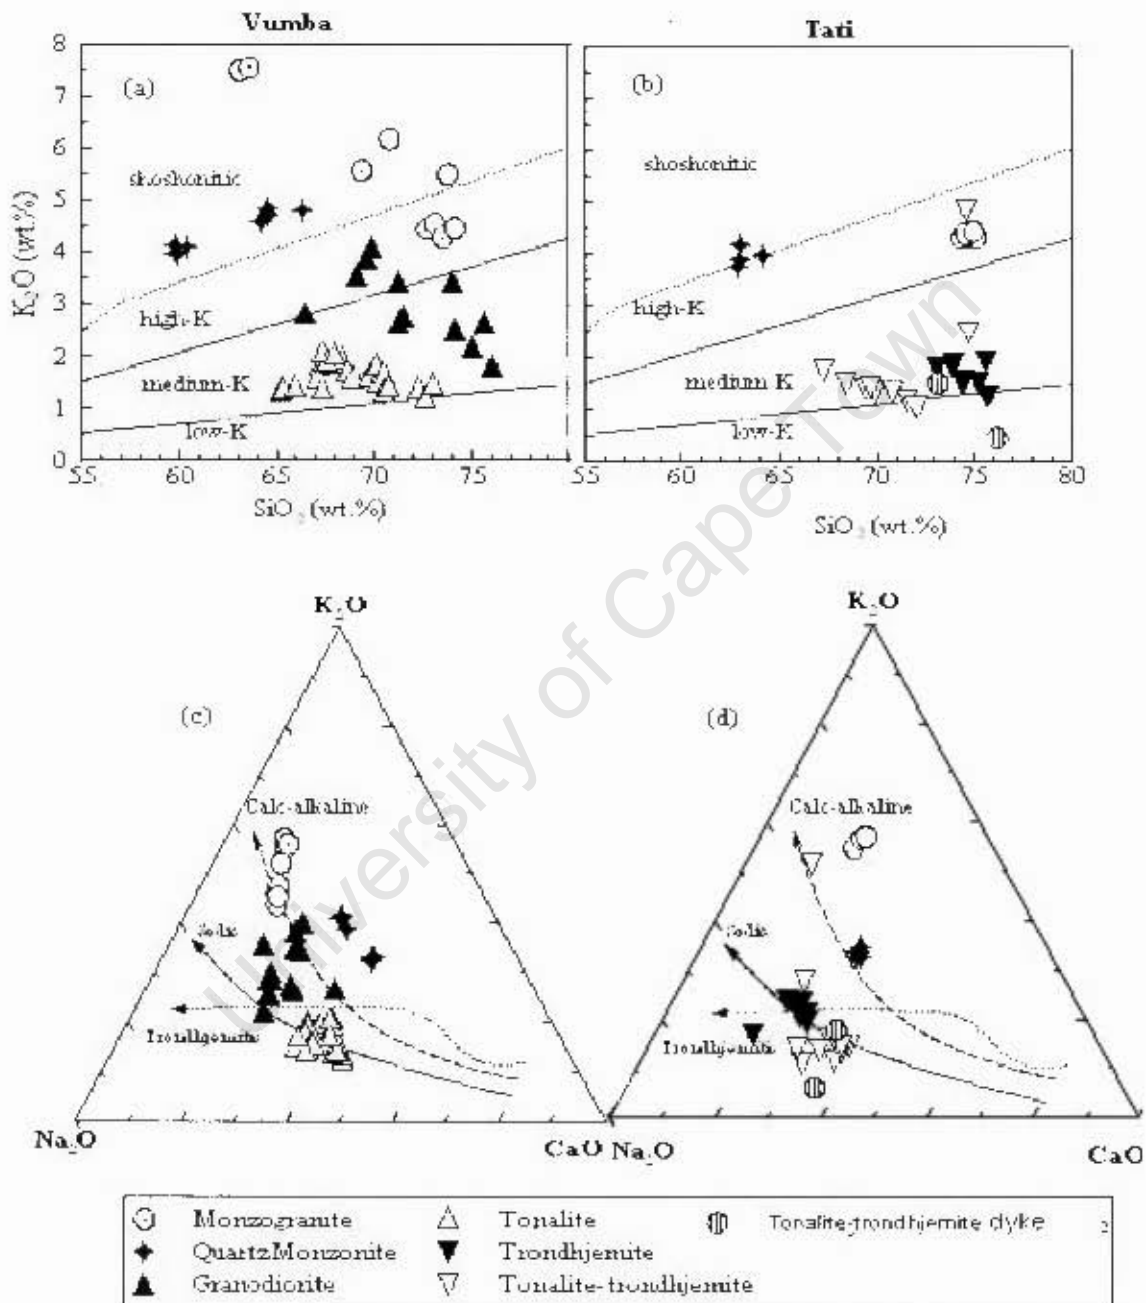 Vumba
Tati
8
7
6
5
4
3
2
1
0
K2O (wt.%)
(a)
shoshonitic
high-K
medium-K
low-K
55
60
65
70
75
SiO2 (wt.%)
(b)
shoshonitic
high-K
medium K
low-K
55
60
65
70
75
80
SiO2 (wt.%)
K2O
(c)
Calc-alkaline
Sodic
Trondhjemite
Na2O
CaO
K2O
(d)
Calc-alkaline
Sodic
Trondhjemite
Na2O
CaO
Monzogranite
Tonalite
Tonalite-trondhjemite dyke
2
QuartzMonzonite
Trondhjemite
Granodiorite
Tonalite-trondhjemite
University of Cape Town